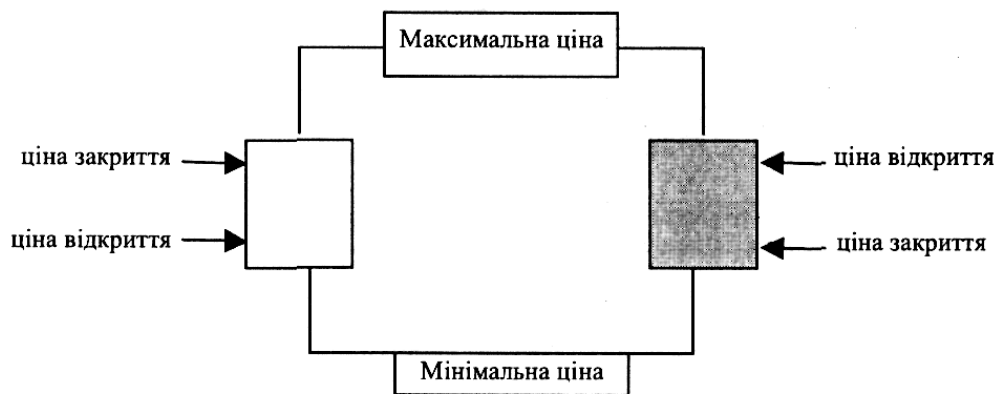 Максимальна ціна
ціна закриття
ціна відкриття
ціна відкриття
ціна закриття
Мінімальна ціна